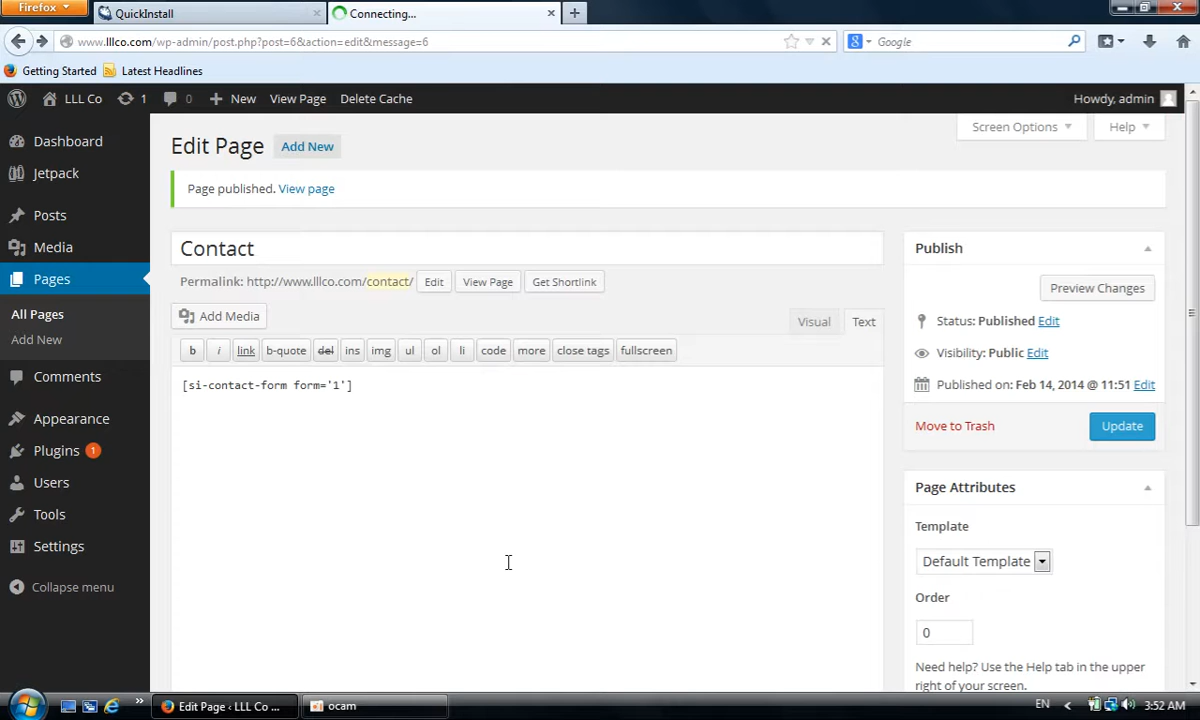 Firefox
QuickInstall
Connecting...
www.lllco.com/wp-admin/post.php?post=6&action=edit&message=6
Google
Getting Started
Latest Headlines
LLL Co
1
0
New
View Page
Delete Cache
Howdy, admin
Dashboard
Jetpack
Posts
Media
Pages
All Pages
Add New
Comments
Appearance
Plugins 1
Users
Tools
Settings
Collapse menu
Screen Options
Help
Edit Page
Add New
Page published. View page
Contact
Permalink: http://www.lllco.com/contact/
Edit
View Page
Get Shortlink
Add Media
Visual
Text
b
i
link
b-quote
del
ins
img
ul
ol
li
code
more
close tags
fullscreen
[si-contact-form form='1']
Publish
Preview Changes
Status: Published Edit
Visibility: Public Edit
Published on: Feb 14, 2014 @ 11:51 Edit
Move to Trash
Update
Page Attributes
Template
Default Template
Order
0
Need help? Use the Help tab in the upper
right of your screen.
Edit Page ‹ LLL Co ...
ocam
EN
3:52 AM